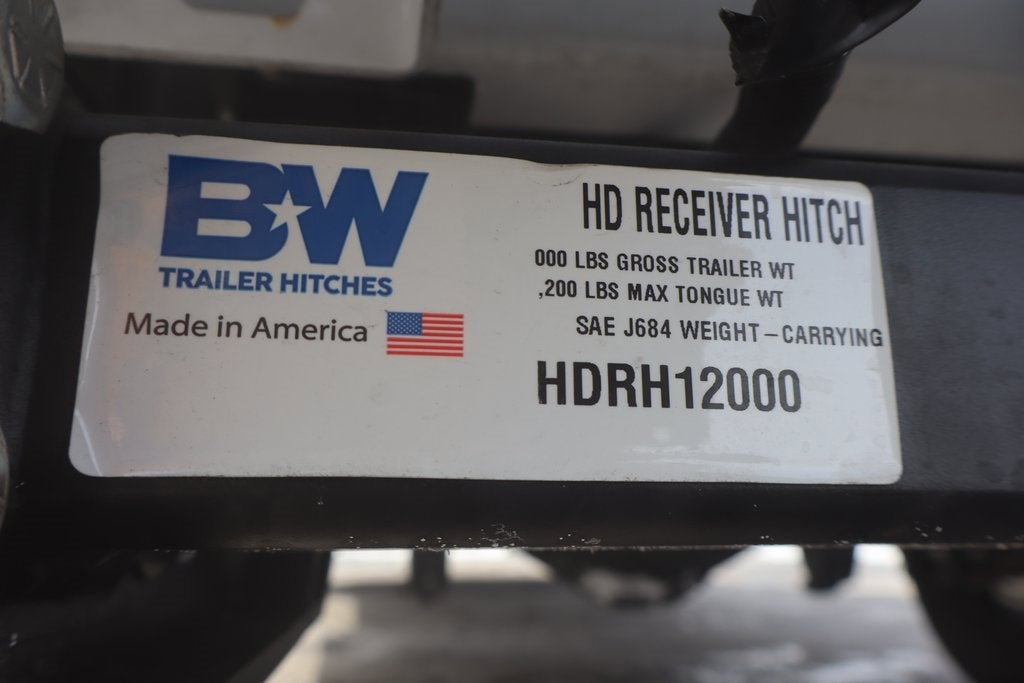 BW
TRAILER HITCHES
Made in America
HD RECEIVER HITCH
000 LBS GROSS TRAILER WT
,200 LBS MAX TONGUE WT
SAE J684 WEIGHT-CARRYING
HDRH12000